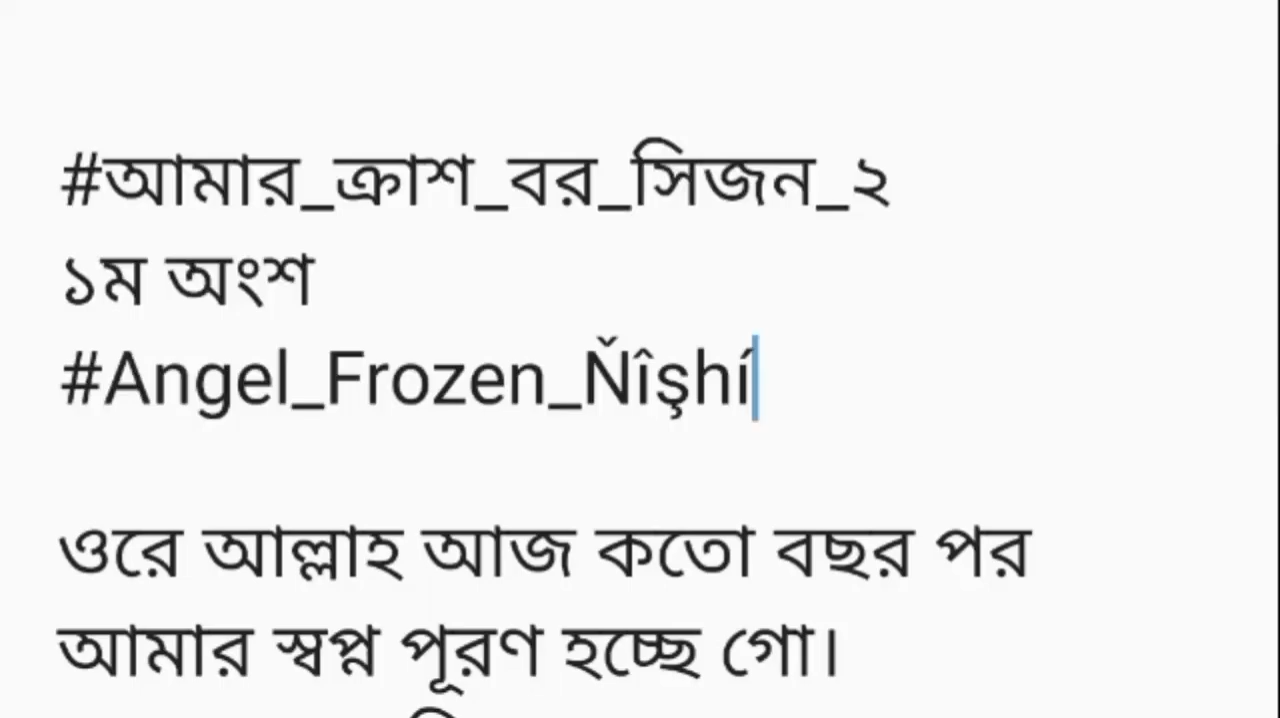 #আমার_ক্রাশ_বর_সিজন_২
১ম অংশ
#Angel_Frozen_Ňîşhí
ওরে আল্লাহ আজ কতো বছর পর
আমার স্বপ্ন পূরণ হচ্ছে গো।